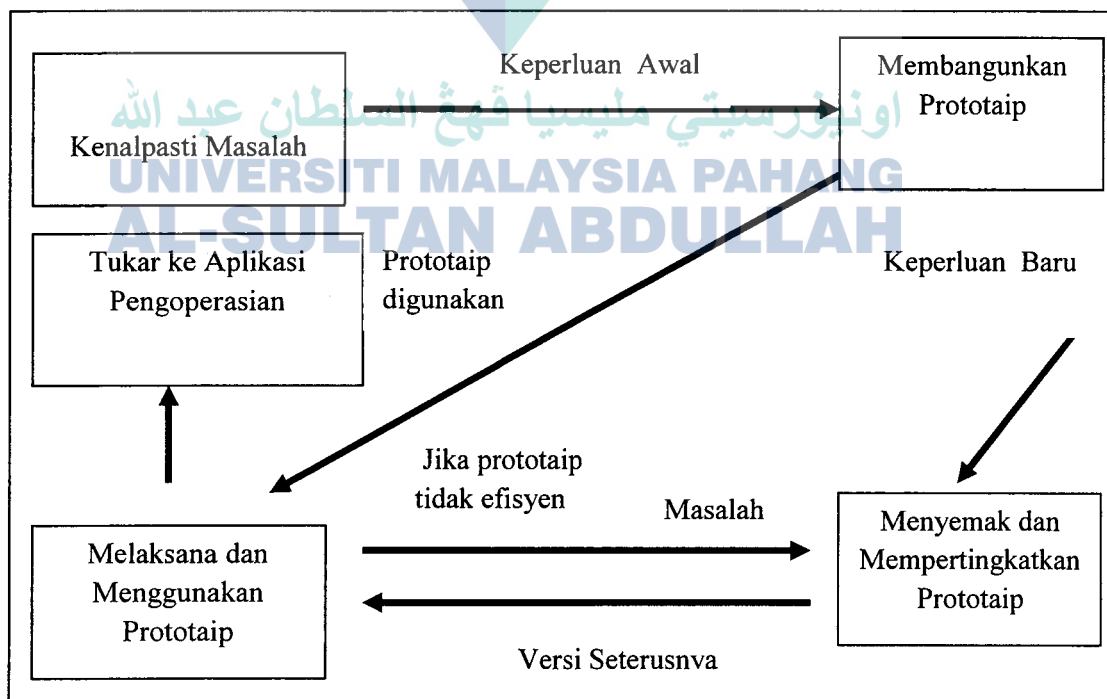 Keperluan Awal
Membangunkan
Prototaip
Kenalpasti Masalah
اونيۏرسيتي مليسيا ڤهڠ السلطان عبد الله
UNIVERSITI MALAYSIA PAHANG
AL-SULTAN ABDULLAH
Tukar ke Aplikasi
Pengoperasian
Prototaip
digunakan
Keperluan Baru
Jika prototaip
tidak efisyen
Masalah
Melaksana dan
Menggunakan
Prototaip
Menyemak dan
Mempertingkatkan
Prototaip
Versi Seterusnva